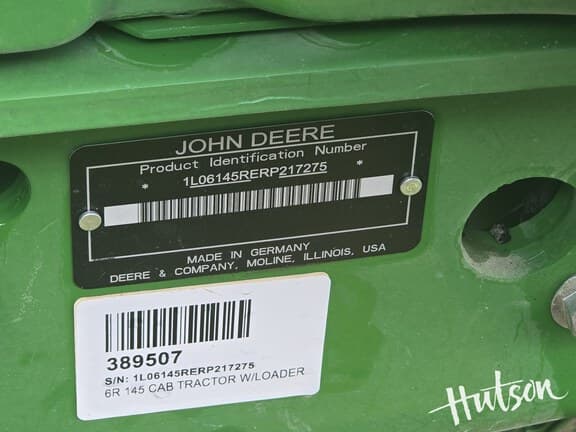 JOHN DEERE
Product Identification Number
* 1L06145RERP217275 *
MADE IN GERMANY
DEERE & COMPANY, MOLINE, ILLINOIS, USA
389507
S/N: 1L06145RERP217275
6R 145 CAB TRACTOR W/LOADER
Hutson